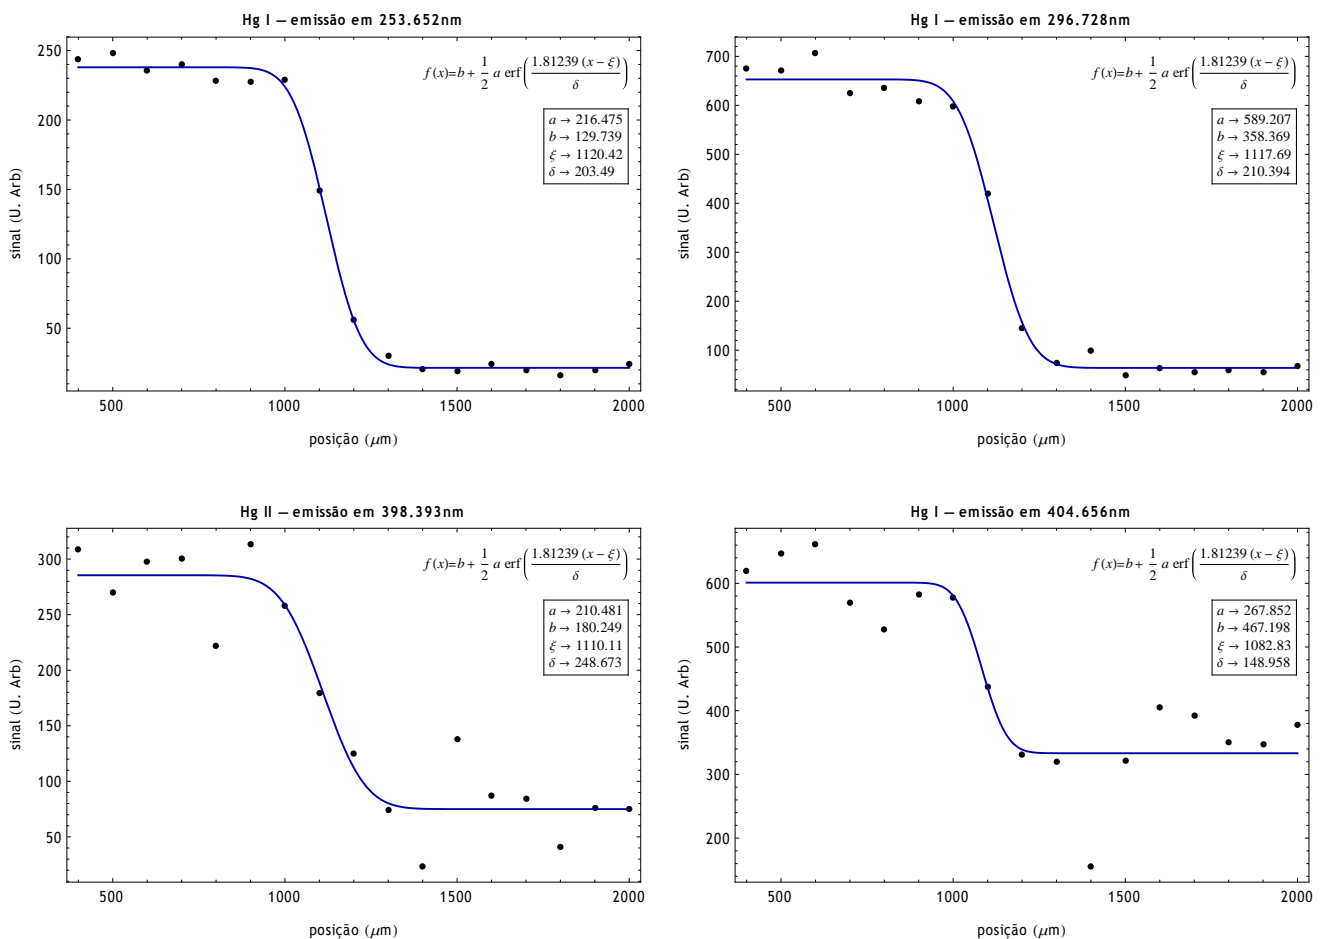 Hg I — emissão em 253.652nm
f(x)=b+ 1/2 a erf(1.81239 (x−ξ)/δ)
a → 216.475
b → 129.739
ξ → 1120.42
δ → 203.49
250
200
150
100
50
sinal (U. Arb)
500 1000 1500 2000
posição (μm)
Hg I — emissão em 296.728nm
f(x)=b+ 1/2 a erf(1.81239 (x−ξ)/δ)
a → 589.207
b → 358.369
ξ → 1117.69
δ → 210.394
700
600
500
400
300
200
100
sinal (U. Arb)
500 1000 1500 2000
posição (μm)
Hg II — emissão em 398.393nm
f(x)=b+ 1/2 a erf(1.81239 (x−ξ)/δ)
a → 210.481
b → 180.249
ξ → 1110.11
δ → 248.673
300
250
200
150
100
50
sinal (U. Arb)
500 1000 1500 2000
posição (μm)
Hg I — emissão em 404.656nm
f(x)=b+ 1/2 a erf(1.81239 (x−ξ)/δ)
a → 267.852
b → 467.198
ξ → 1082.83
δ → 148.958
600
500
400
300
200
sinal (U. Arb)
500 1000 1500 2000
posição (μm)